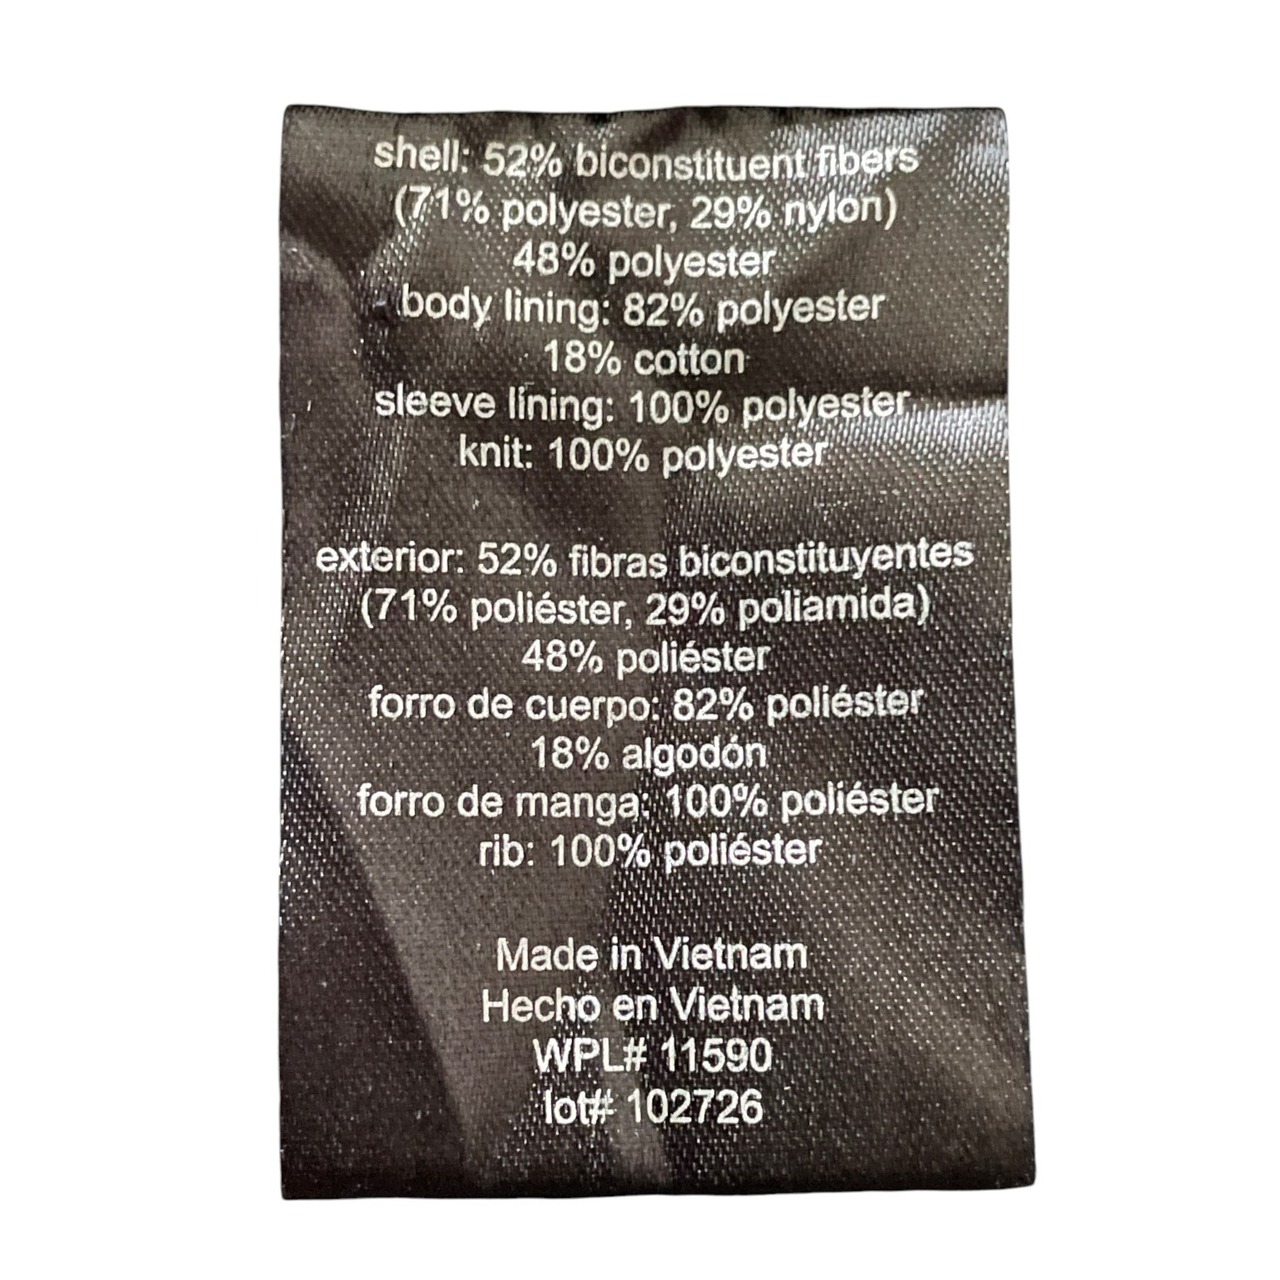 shell: 52% biconstituent fibers
(71% polyester, 29% nylon)
48% polyester
body lining: 82% polyester
18% cotton
sleeve lining: 100% polyester
knit: 100% polyester
exterior: 52% fibras biconstituyentes
(71% poliéster, 29% poliamida)
48% poliéster
forro de cuerpo: 82% poliéster
18% algodón
forro de manga: 100% poliéster
rib: 100% poliéster
Made in Vietnam
Hecho en Vietnam
WPL# 11590
lot# 102726